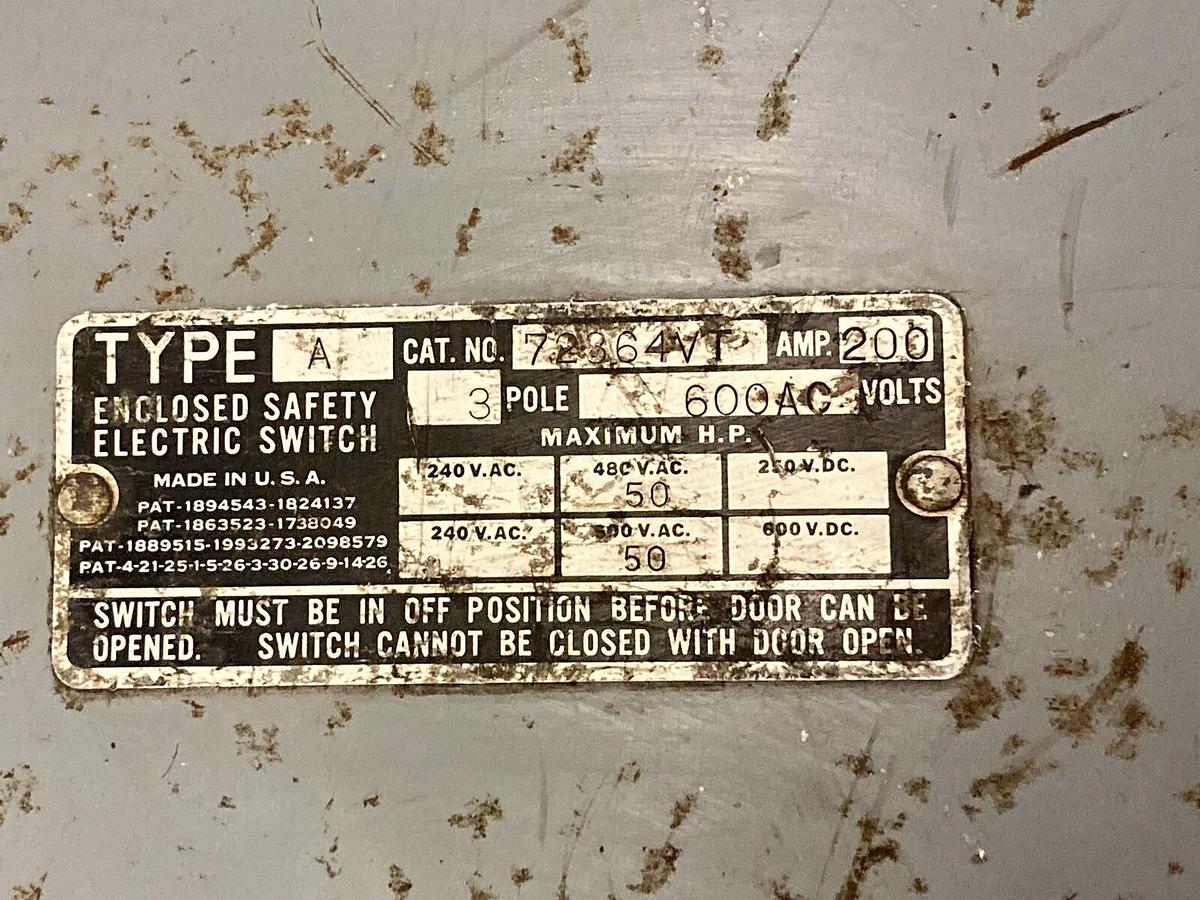 TYPE A CAT. NO. 72364VT AMP. 200
3 POLE 600AC VOLTS
ENCLOSED SAFETY
ELECTRIC SWITCH
MAXIMUM H.P.
MADE IN U.S.A.
PAT-1894543-1824137
PAT-1863523-1738049
PAT-1889515-1993273-2098579
PAT-4-21-25-1-5-26-3-30-26-9-14-26
240 V.AC. 480 V.AC. 250 V.DC.
50
240 V.AC. 600 V.AC. 600 V.DC.
50
SWITCH MUST BE IN OFF POSITION BEFORE DOOR CAN BE
OPENED. SWITCH CANNOT BE CLOSED WITH DOOR OPEN.